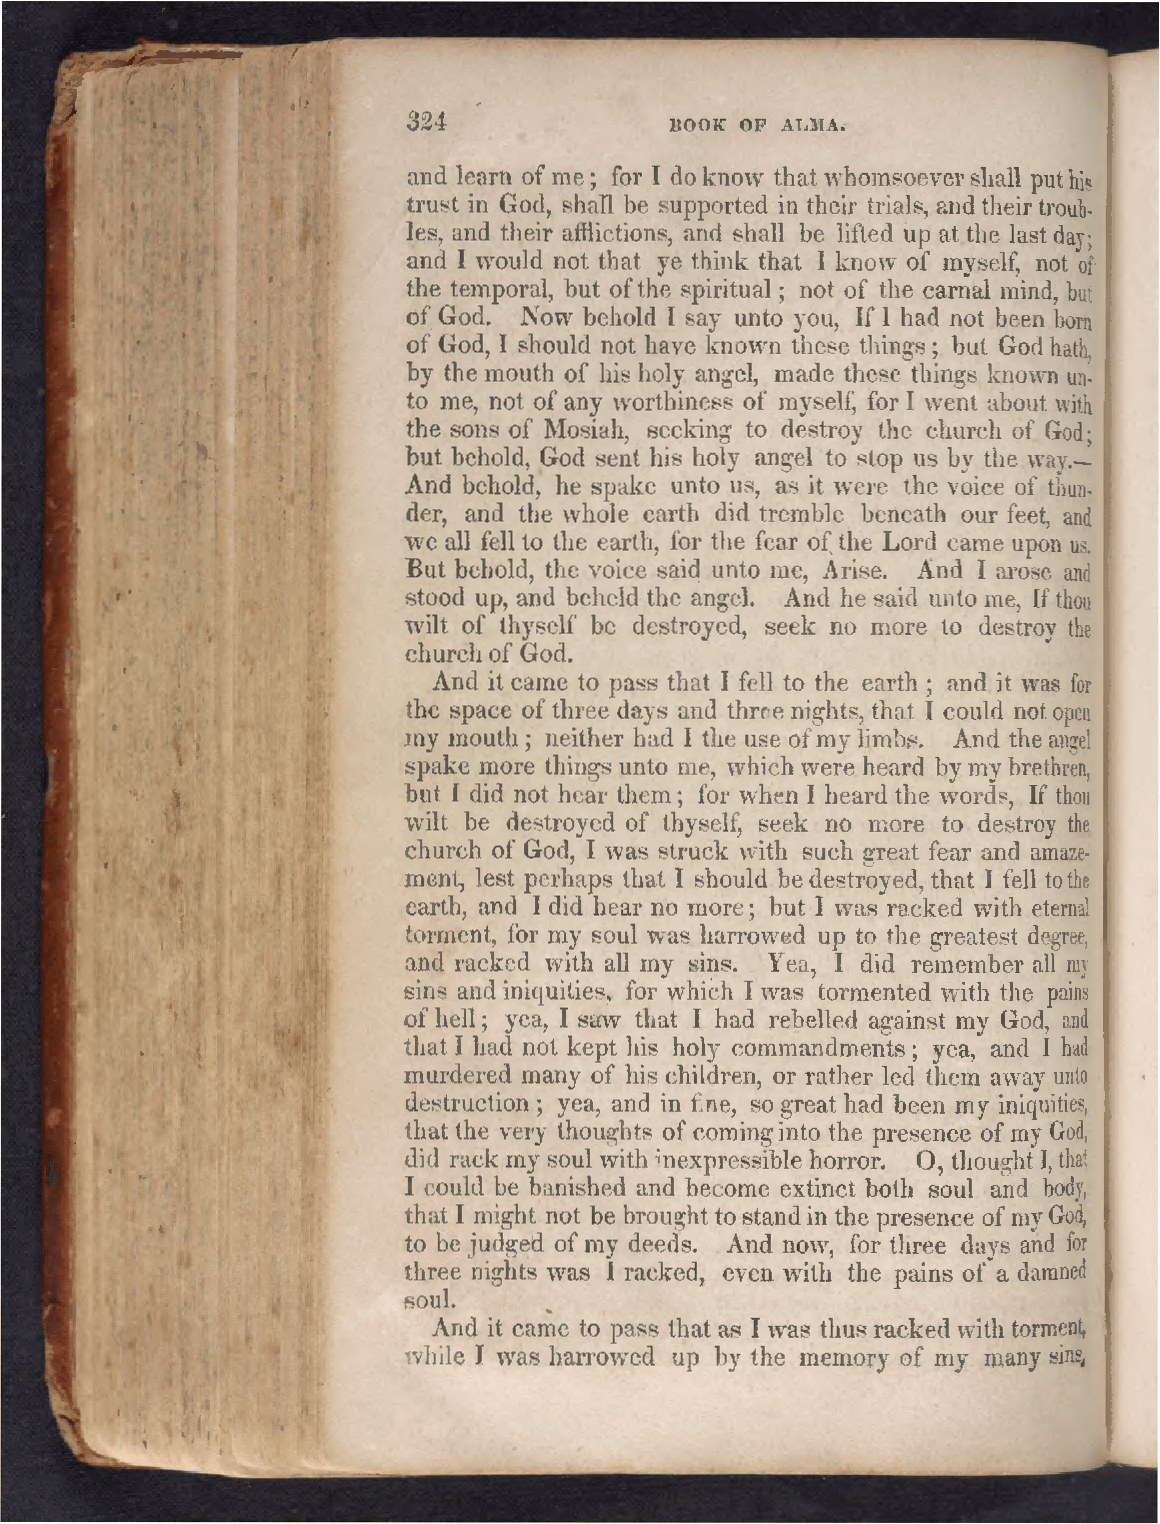 324 BOOK OF ALMA.
and learn of me; for I do know that whomsoever shall put his
trust in God, shall be supported in their trials, and their troub-
les, and their afflictions, and shall be lifted up at the last day;
and I would not that ye think that I know of myself, not of
the temporal, but of the spiritual; not of the carnal mind, but
of God. Now behold I say unto you, If I had not been born
of God, I should not have known these things; but God hath,
by the mouth of his holy angel, made these things known un-
to me, not of any worthiness of myself, for I went about with
the sons of Mosiah, seeking to destroy the church of God;
but behold, God sent his holy angel to stop us by the way.—
And behold, he spake unto us, as it were the voice of thun-
der, and the whole earth did tremble beneath our feet, and
we all fell to the earth, for the fear of the Lord came upon us.
But behold, the voice said unto me, Arise. And I arose and
stood up, and beheld the angel. And he said unto me, If thou
wilt of thyself be destroyed, seek no more to destroy the
church of God.
And it came to pass that I fell to the earth; and it was for
the space of three days and three nights, that I could not open
my mouth; neither had I the use of my limbs. And the angel
spake more things unto me, which were heard by my brethren,
but I did not hear them; for when I heard the words, If thou
wilt be destroyed of thyself, seek no more to destroy the
church of God, I was struck with such great fear and amaze-
ment, lest perhaps that I should be destroyed, that I fell to the
earth, and I did hear no more; but I was racked with eternal
torment, for my soul was harrowed up to the greatest degree,
and racked with all my sins. Yea, I did remember all my
sins and iniquities, for which I was tormented with the pains
of hell; yea, I saw that I had rebelled against my God, and
that I had not kept his holy commandments; yea, and I had
murdered many of his children, or rather led them away unto
destruction; yea, and in fine, so great had been my iniquities,
that the very thoughts of coming into the presence of my God,
did rack my soul with inexpressible horror. O, thought I, that
I could be banished and become extinct both soul and body,
that I might not be brought to stand in the presence of my God,
to be judged of my deeds. And now, for three days and for
three nights was I racked, even with the pains of a damned
soul.
And it came to pass that as I was thus racked with torment,
while I was harrowed up by the memory of my many sins,